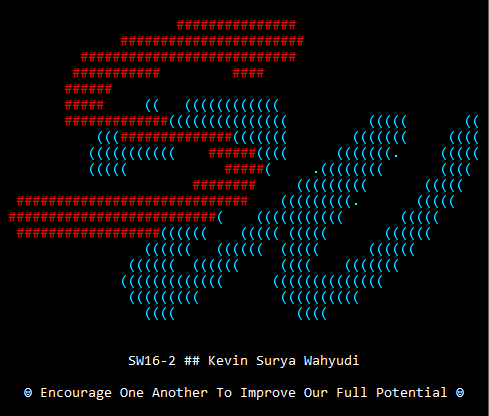 SW16-2 ## Kevin Surya Wahyudi
☺ Encourage One Another To Improve Our Full Potential ☺